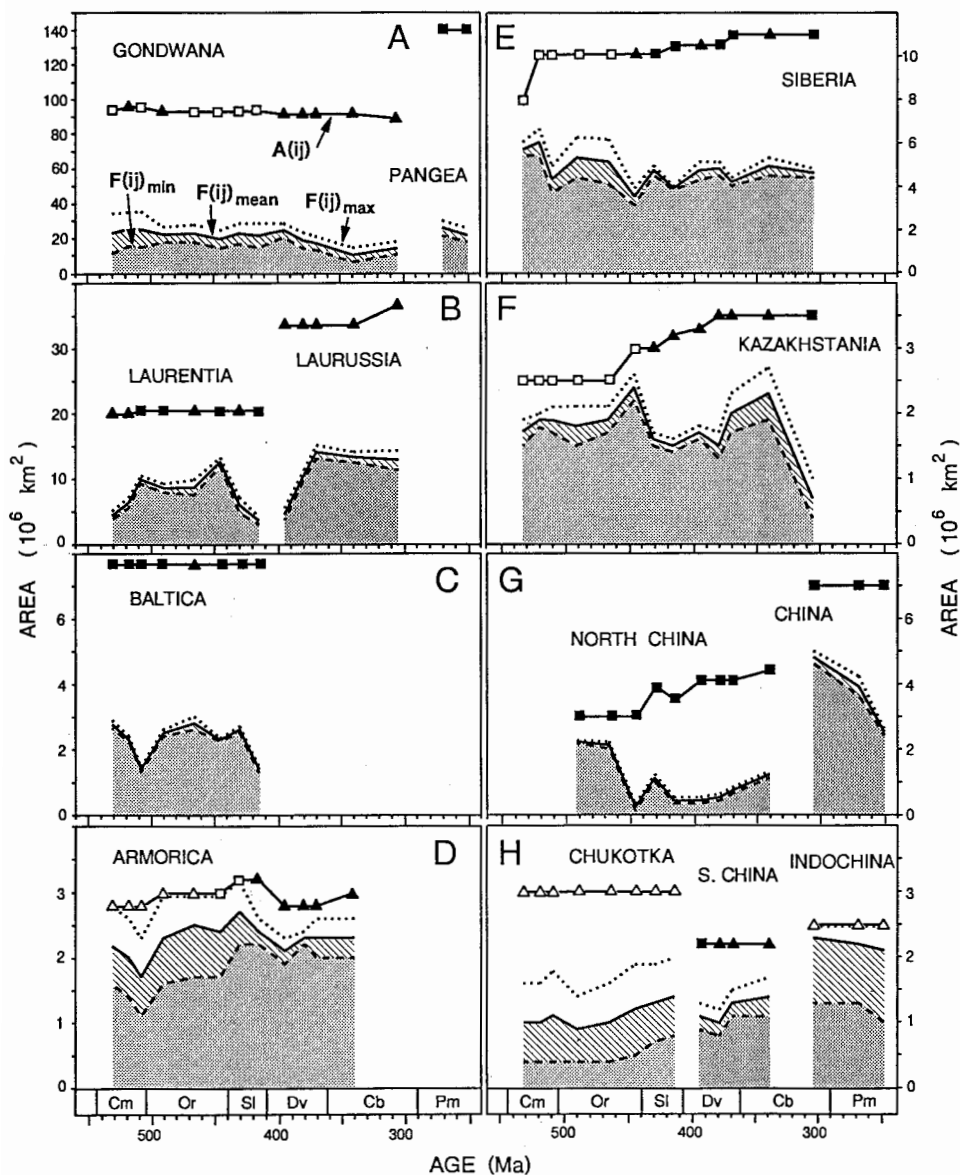 140
120
100
80
60
40
20
0
GONDWANA
A
A(ij)
PANGEA
F(ij)min
F(ij)mean
F(ij)max
E
SIBERIA
10
8
6
4
2
0
30
20
10
0
B
LAURENTIA
LAURUSSIA
F
KAZAKHSTANIA
3
2
1
0
AREA (10⁶ km²)
AREA (10⁶ km²)
6
4
2
0
C
BALTICA
G
NORTH CHINA
CHINA
6
4
2
0
3
2
1
0
ARMORICA
D
H
CHUKOTKA
S. CHINA
INDOCHINA
3
2
1
0
Cm Or Sl Dv Cb Pm
Cm Or Sl Dv Cb Pm
500 400 300
500 400 300
AGE (Ma)